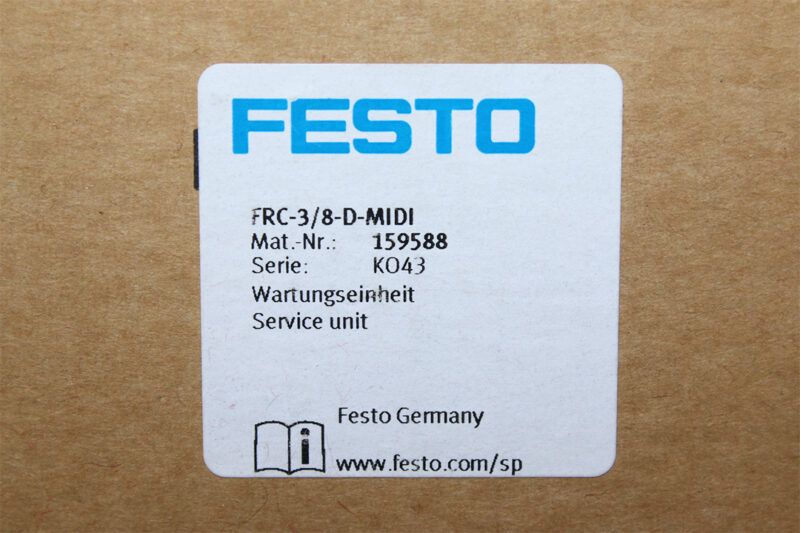 FESTO
FRC-3/8-D-MIDI
Mat.-Nr.: 159588
Serie: KO43
Wartungseinheit
Service unit
Festo Germany
i
www.festo.com/sp